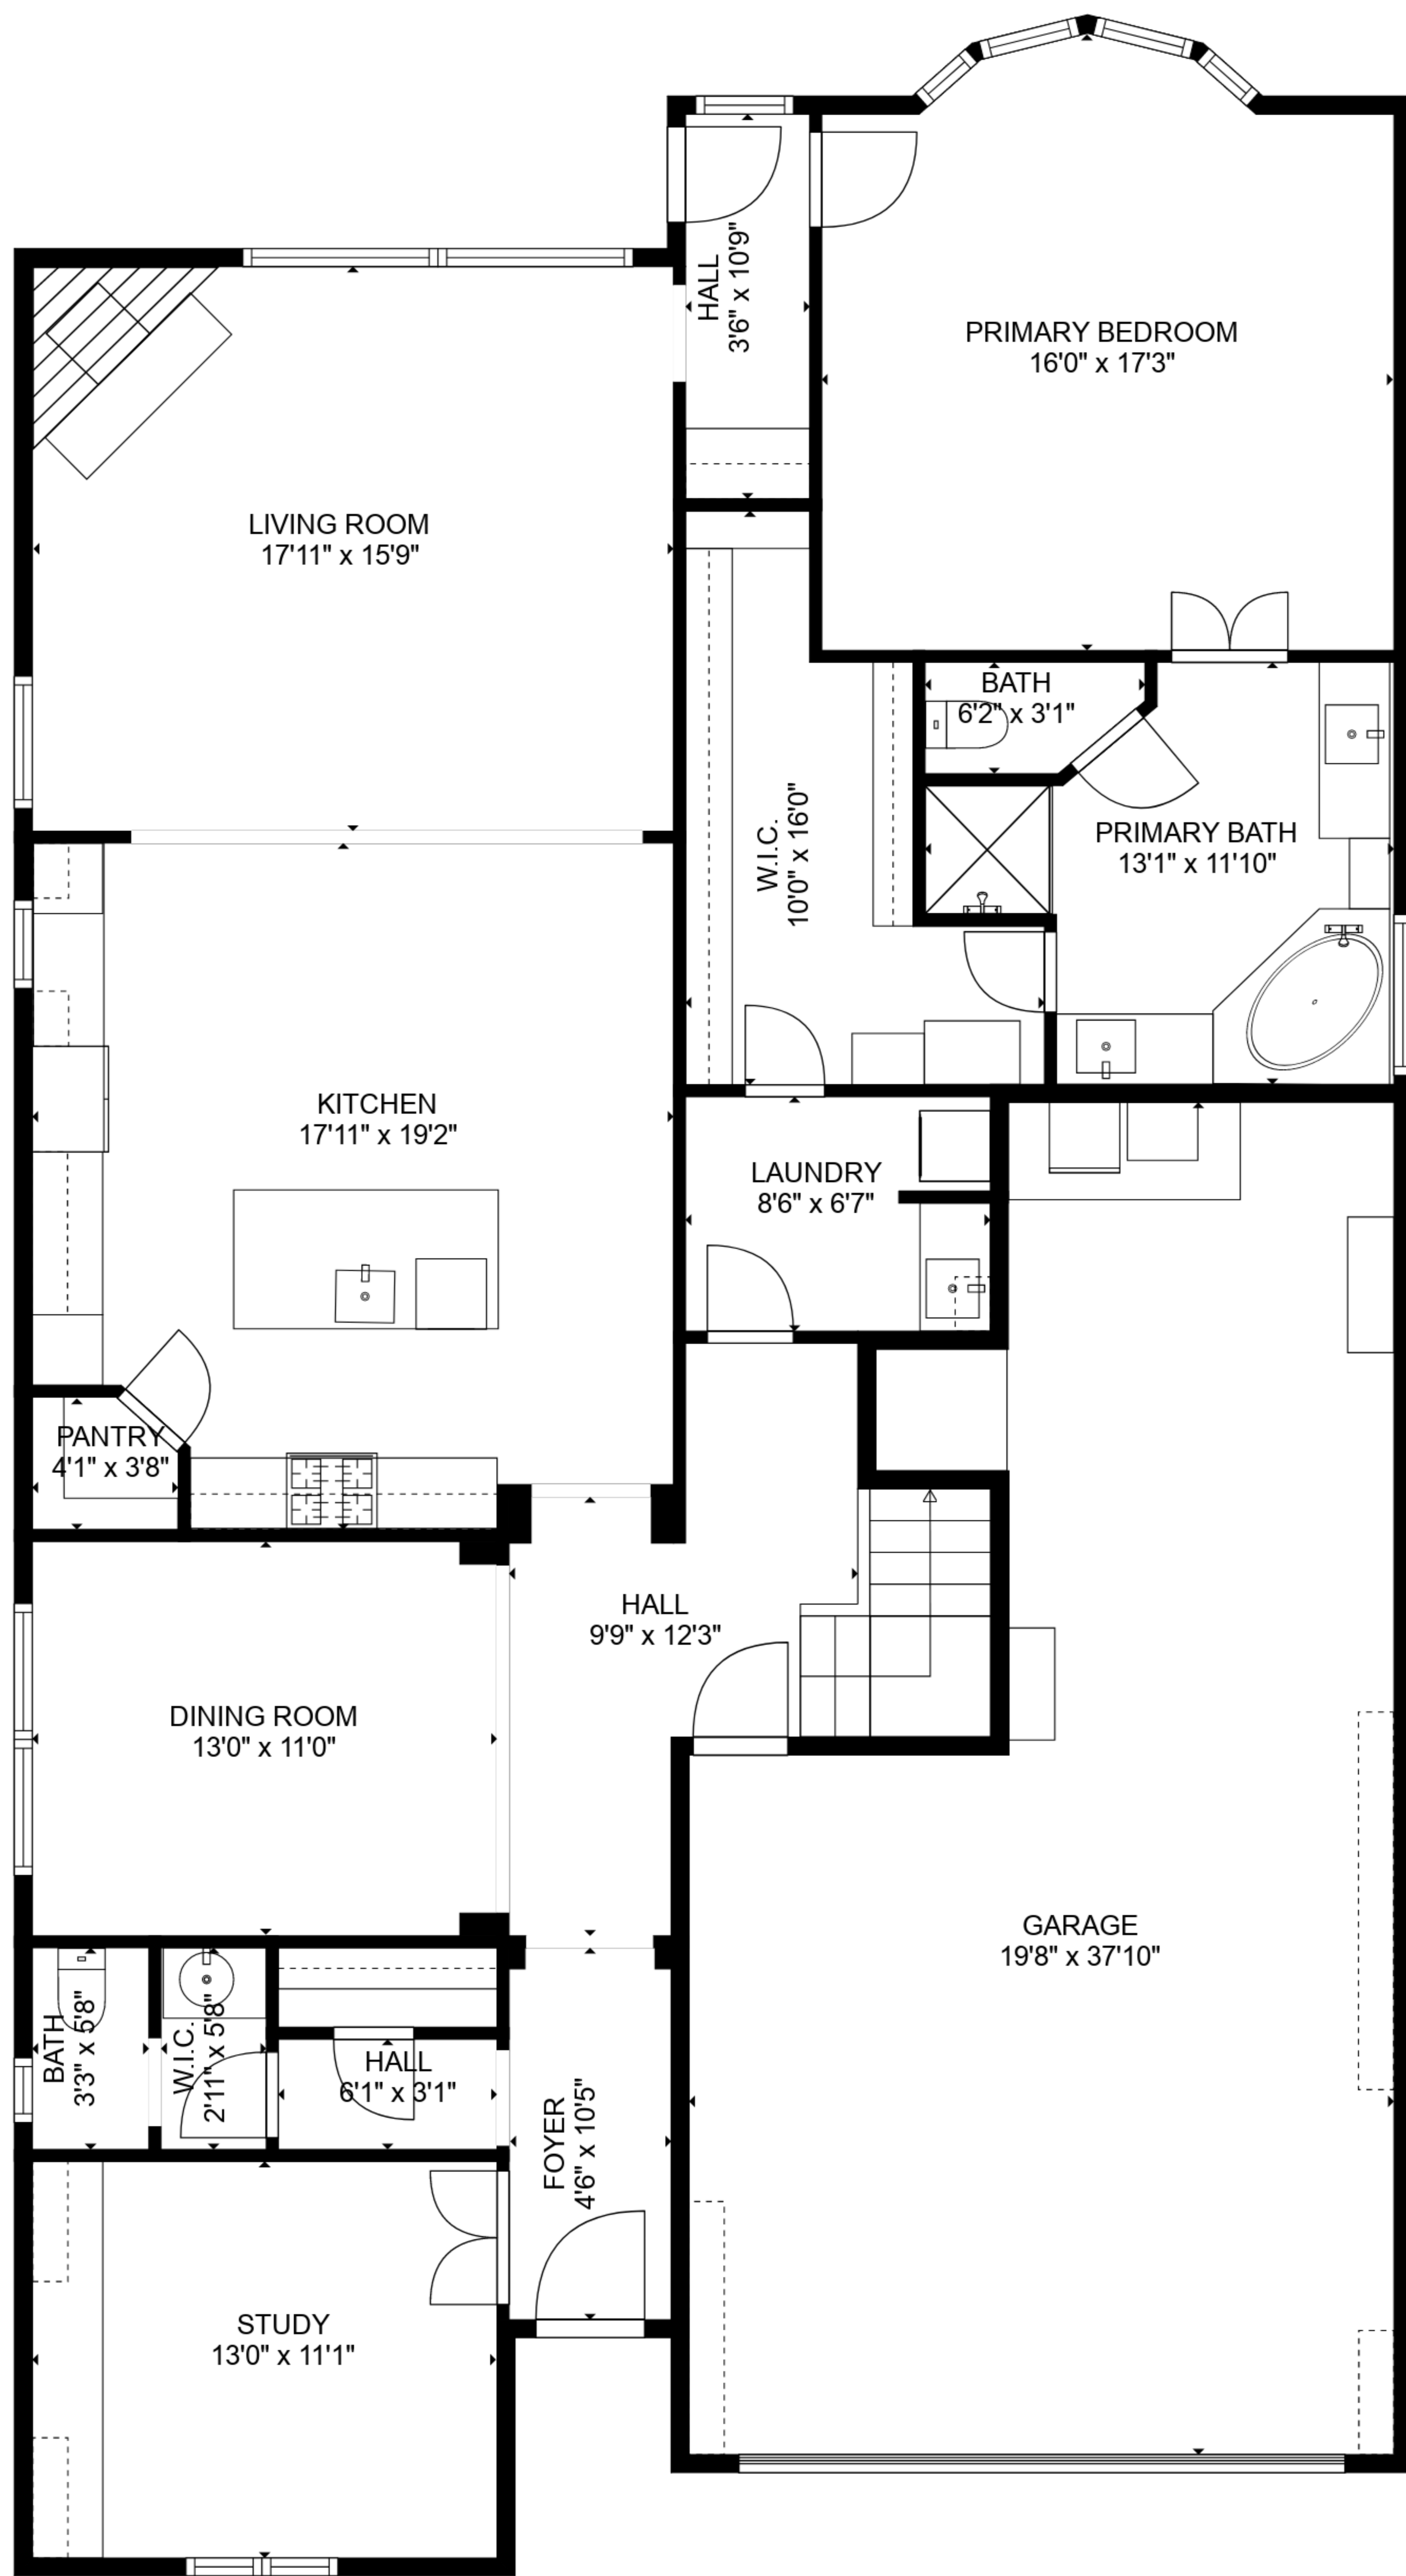 HALL
3'6" x 10'9"
PRIMARY BEDROOM
16'0" x 17'3"
LIVING ROOM
17'11" x 15'9"
BATH
6'2" x 3'1"
W.I.C.
10'0" x 16'0"
PRIMARY BATH
13'1" x 11'10"
KITCHEN
17'11" x 19'2"
LAUNDRY
8'6" x 6'7"
PANTRY
4'1" x 3'8"
HALL
9'9" x 12'3"
DINING ROOM
13'0" x 11'0"
GARAGE
19'8" x 37'10"
BATH
3'3" x 5'8"
W.I.C.
2'11" x 5'8"
HALL
6'1" x 3'1"
FOYER
4'6" x 10'5"
STUDY
13'0" x 11'1"